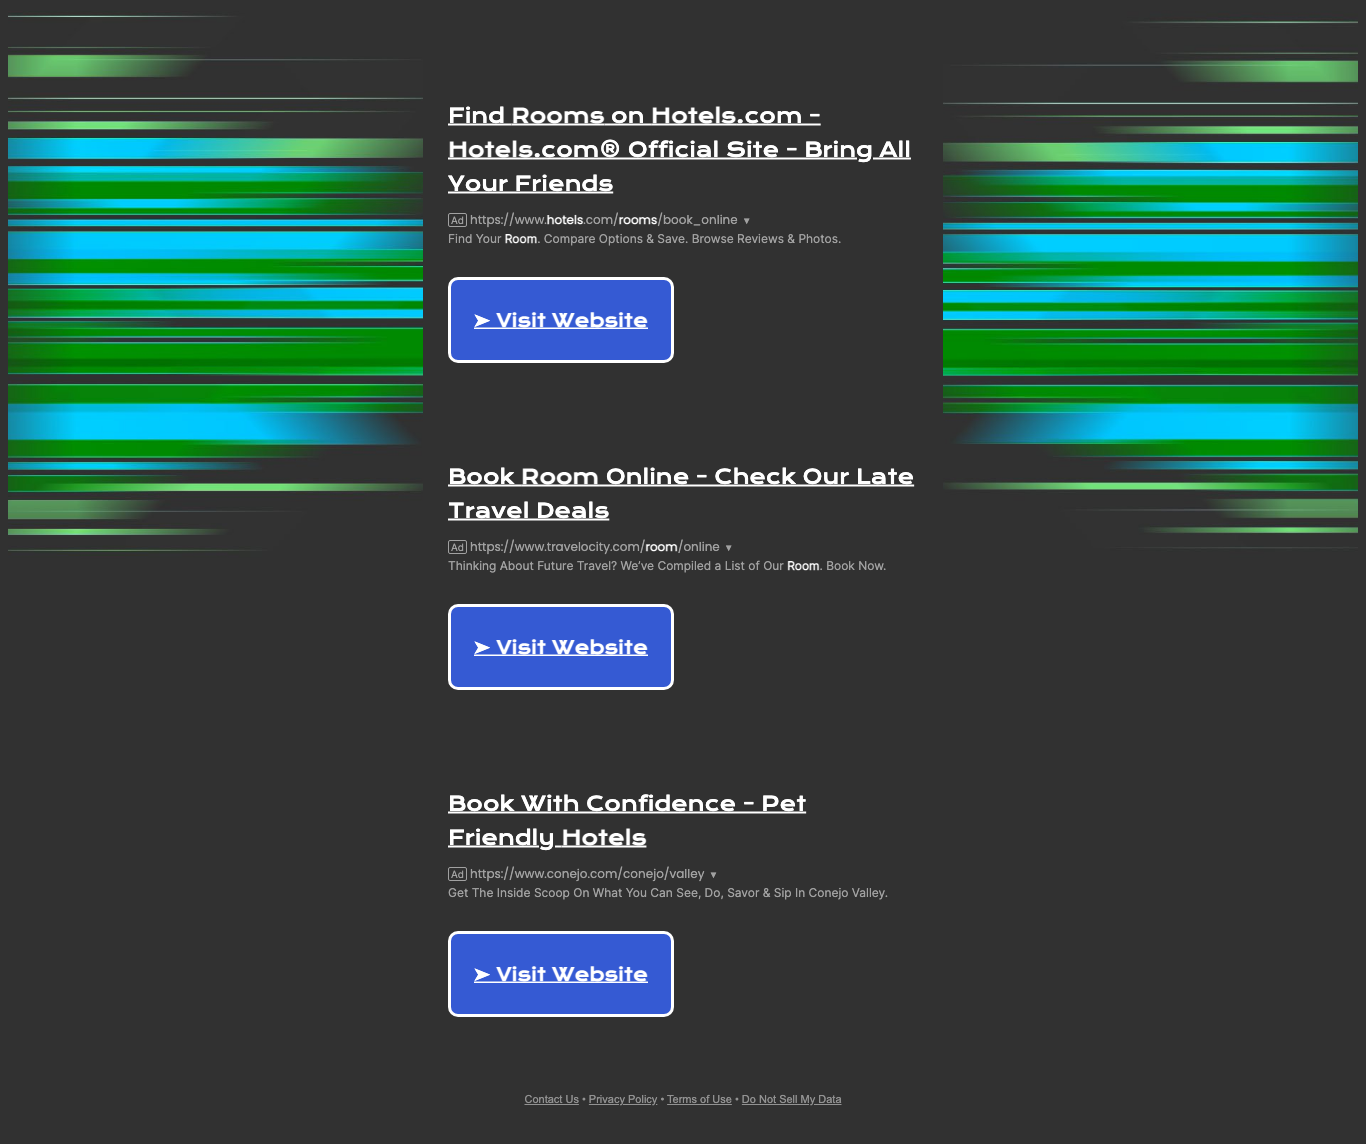 Find Rooms on Hotels.com -
Hotels.com® Official Site - Bring All
Your Friends
Ad https://www.hotels.com/rooms/book_online ▼
Find Your Room. Compare Options & Save. Browse Reviews & Photos.
➤ Visit Website
Book Room Online - Check Our Late
Travel Deals
Ad https://www.travelocity.com/room/online ▼
Thinking About Future Travel? We've Compiled a List of Our Room. Book Now.
➤ Visit Website
Book With Confidence - Pet
Friendly Hotels
Ad https://www.conejo.com/conejo/valley ▼
Get The Inside Scoop On What You Can See, Do, Savor & Sip In Conejo Valley.
➤ Visit Website
Contact Us • Privacy Policy • Terms of Use • Do Not Sell My Data